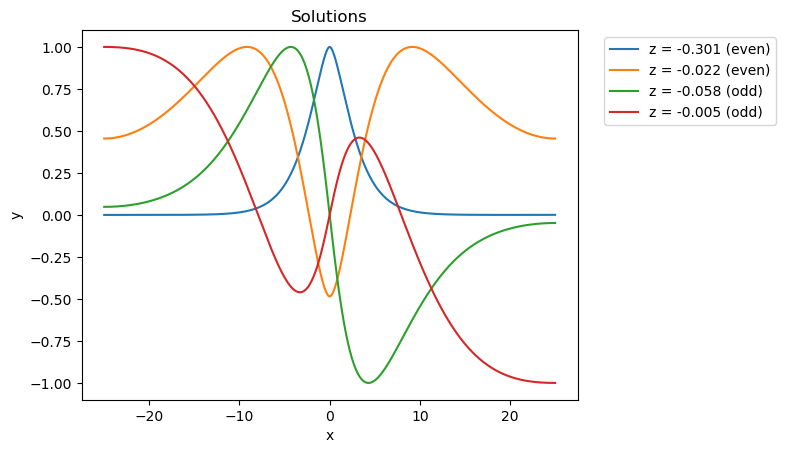 Solutions
z = -0.301 (even)
z = -0.022 (even)
z = -0.058 (odd)
z = -0.005 (odd)
y
1.00
0.75
0.50
0.25
0.00
−0.25
−0.50
−0.75
−1.00
−20
−10
0
10
20
x